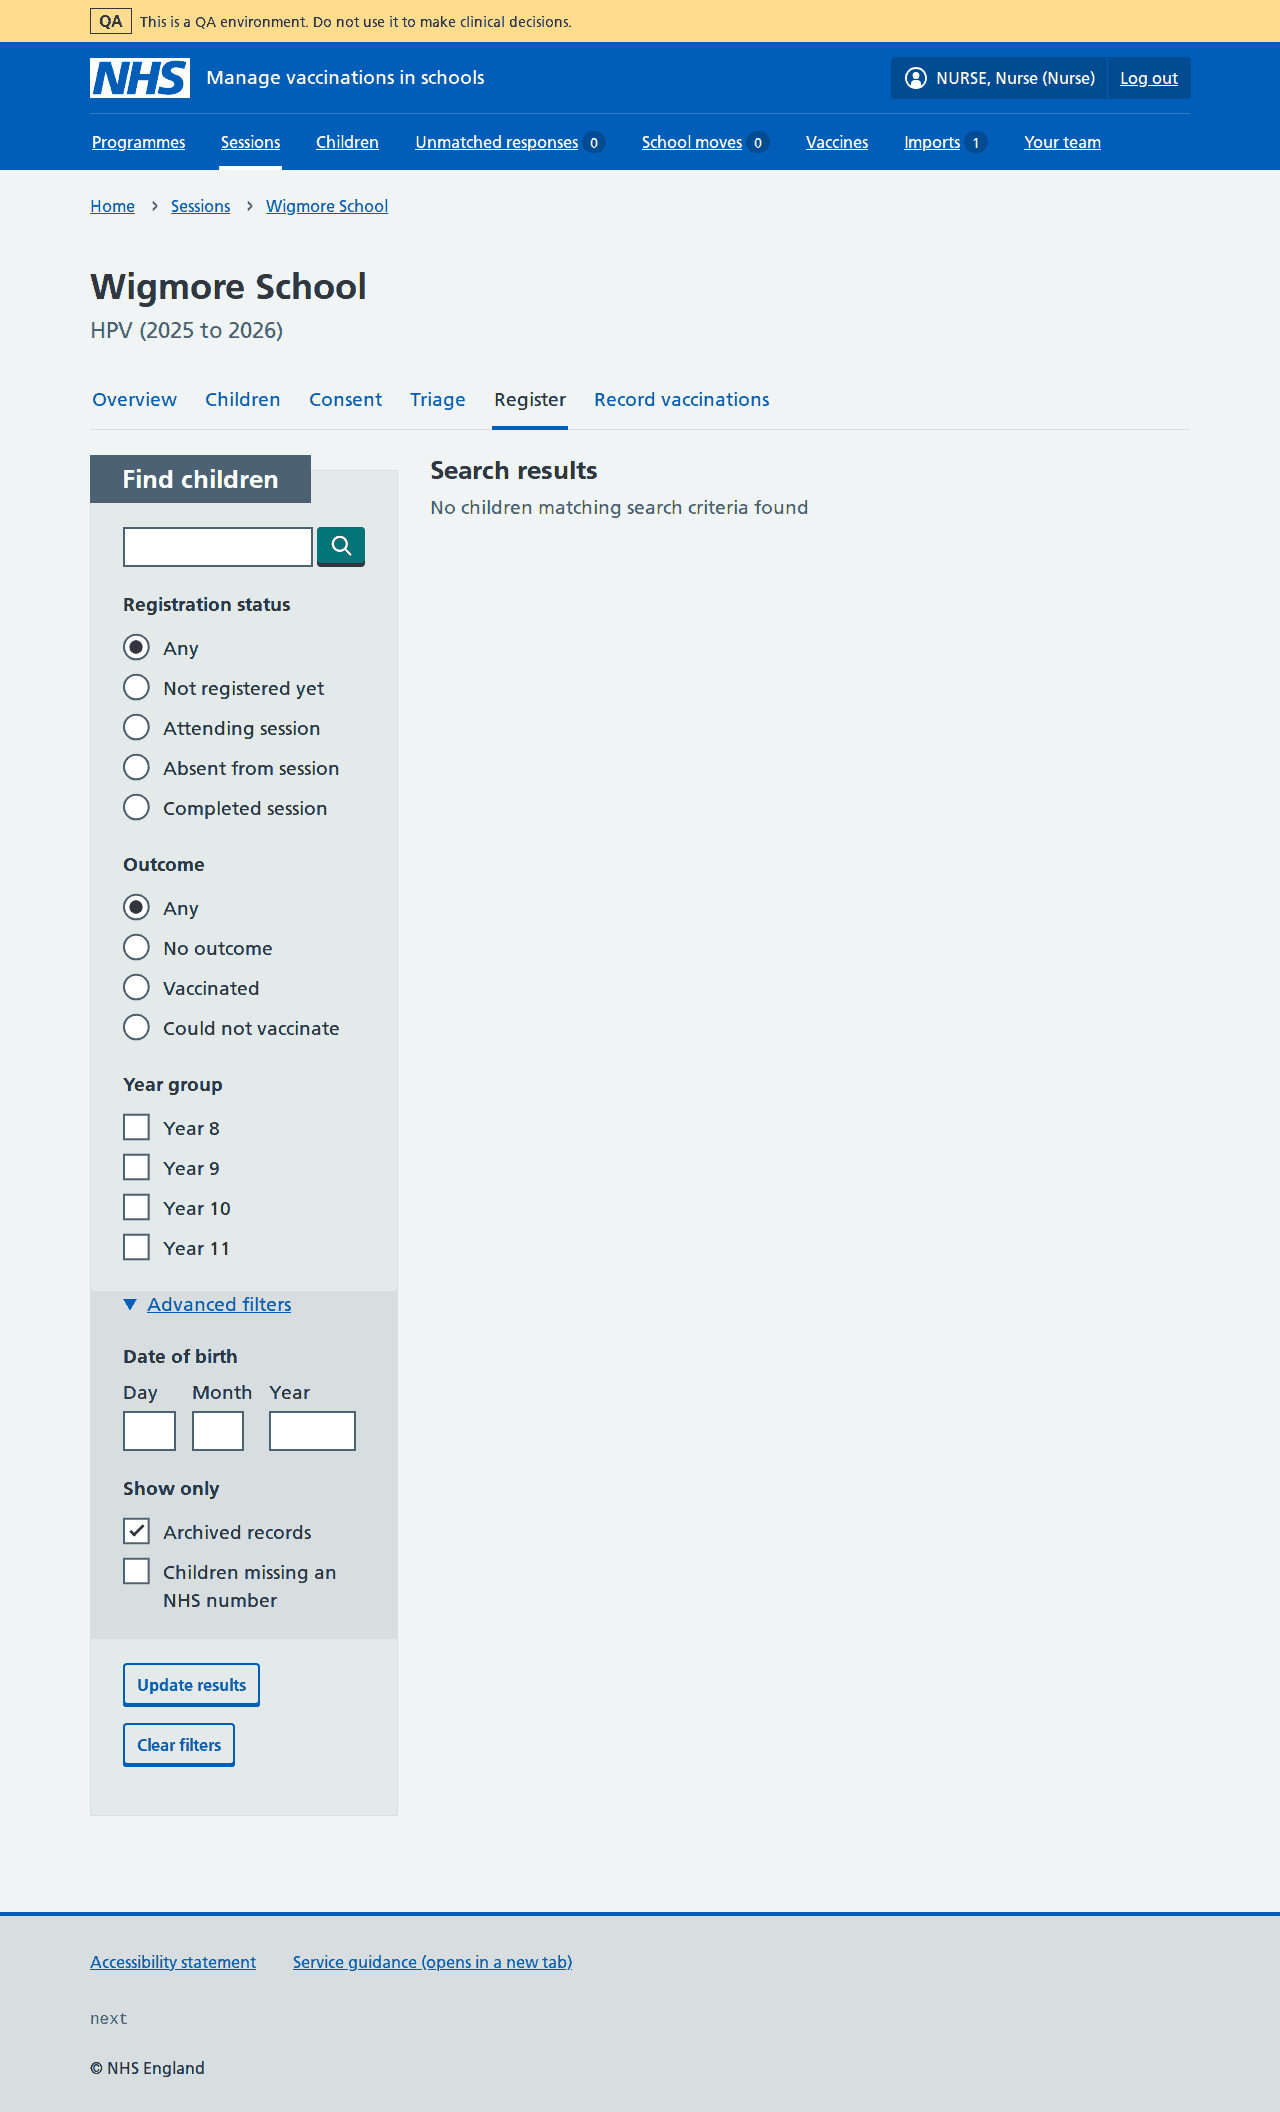 QA This is a QA environment. Do not use it to make clinical decisions.
NHS Manage vaccinations in schools NURSE, Nurse (Nurse) Log out
Programmes Sessions Children Unmatched responses 0 School moves 0 Vaccines Imports 1 Your team
Home Sessions Wigmore School
Wigmore School
HPV (2025 to 2026)
Overview Children Consent Triage Register Record vaccinations
Find children
Registration status
Any
Not registered yet
Attending session
Absent from session
Completed session
Outcome
Any
No outcome
Vaccinated
Could not vaccinate
Year group
Year 8
Year 9
Year 10
Year 11
Advanced filters
Date of birth
Day Month Year
Show only
Archived records
Children missing an
NHS number
Update results
Clear filters
Search results
No children matching search criteria found
Accessibility statement Service guidance (opens in a new tab)
next
© NHS England